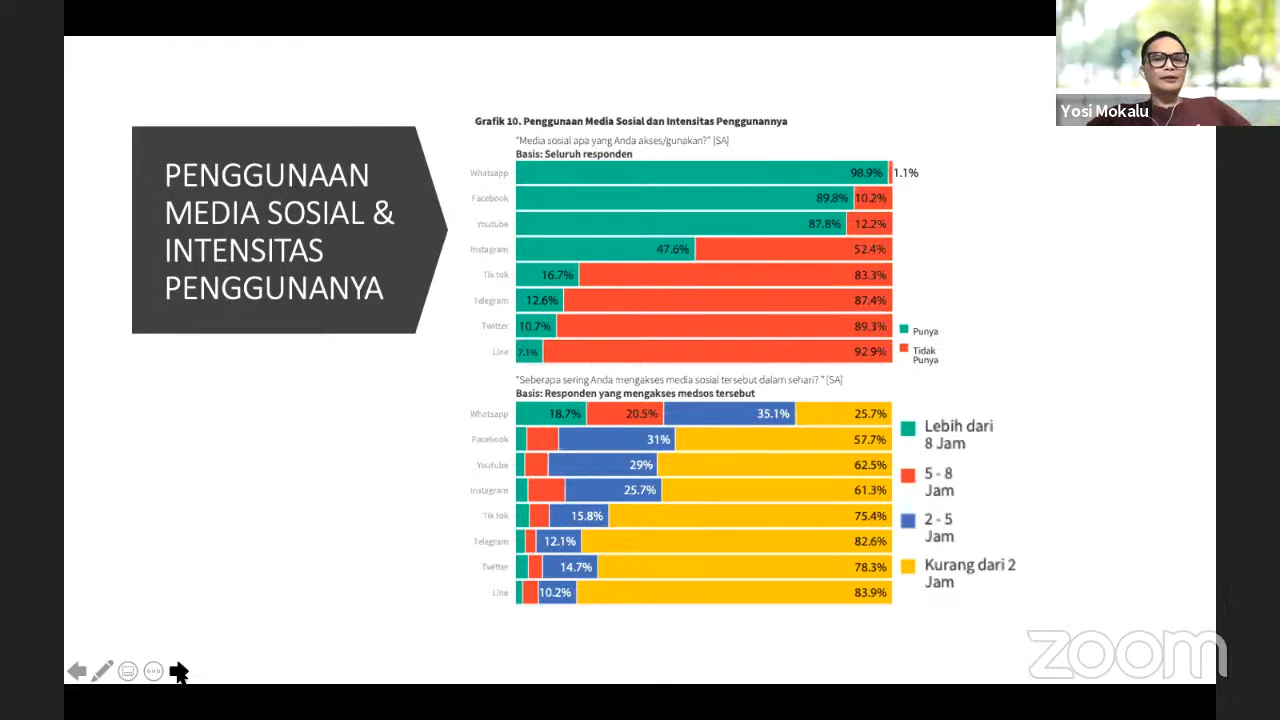 Yosi Mokalu
PENGGUNAAN
MEDIA SOSIAL &
INTENSITAS
PENGGUNANYA
Grafik 10. Penggunaan Media Sosial dan Intensitas Penggunannya
"Media sosial apa yang Anda akses/gunakan?" [SA]
Basis: Seluruh responden
Whatsapp 98.9% 1.1%
Facebook 89.8% 10.2%
Youtube 87.8% 12.2%
Instagram 47.6% 52.4%
Tik tok 16.7% 83.3%
Telegram 12.6% 87.4%
Twitter 10.7% 89.3%
Line 7.1% 92.9%
Punya
Tidak
Punya
"Seberapa sering Anda mengakses media sosial tersebut dalam sehari? " [SA]
Basis: Responden yang mengakses medsos tersebut
Whatsapp 18.7% 20.5% 35.1% 25.7%
Facebook 31% 57.7%
Youtube 29% 62.5%
Instagram 25.7% 61.3%
Tik tok 15.8% 75.4%
Telegram 12.1% 82.6%
Twitter 14.7% 78.3%
Line 10.2% 83.9%
Lebih dari
8 Jam
5 - 8
Jam
2 - 5
Jam
Kurang dari 2
Jam
zoom